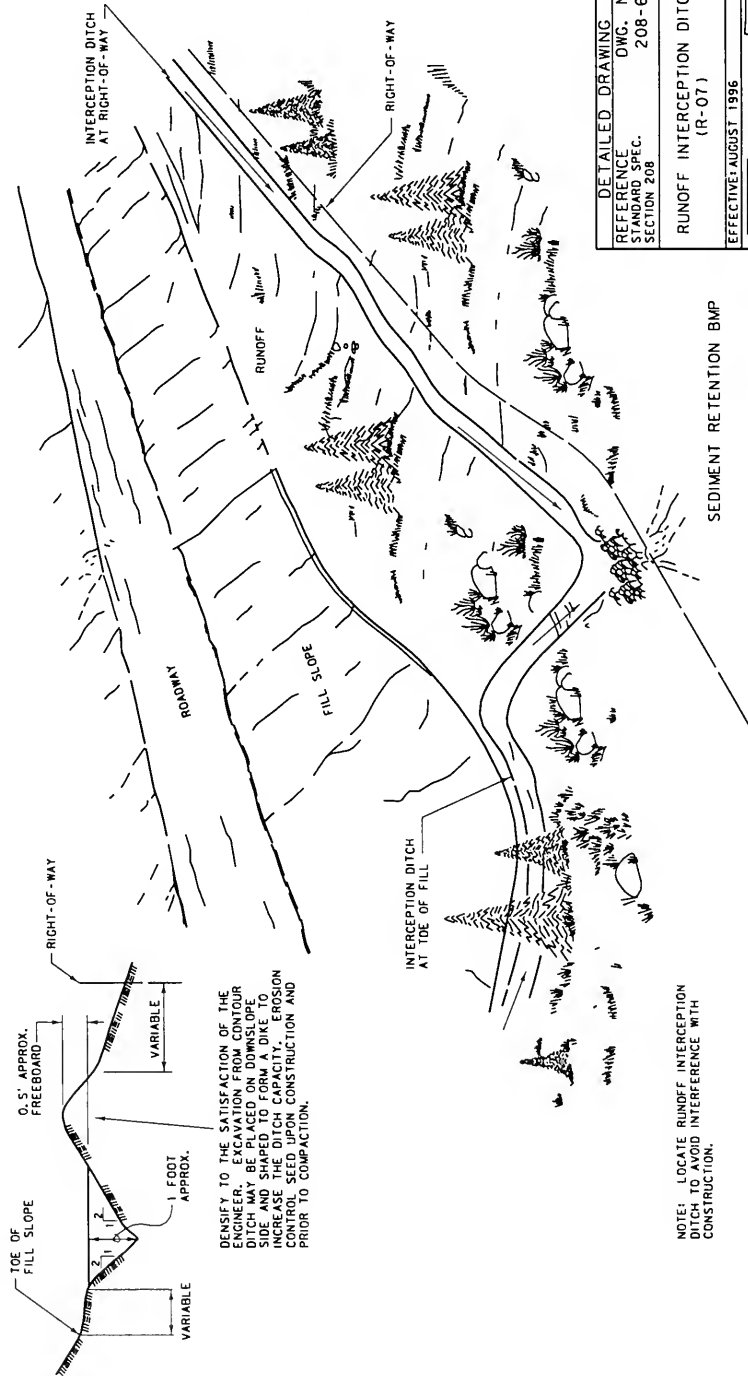 TOE OF
FILL SLOPE
0.5' APPROX.
FREEBOARD
RIGHT-OF-WAY
VARIABLE
2
1
2
1
1 FOOT
APPROX.
VARIABLE
DENSIFY TO THE SATISFACTION OF THE
ENGINEER. EXCAVATION FROM CONTOUR
DITCH MAY BE PLACED ON DOWNSLOPE
SIDE AND SHAPED TO FORM A DIKE TO
INCREASE THE DITCH CAPACITY. EROSION
CONTROL SEED UPON CONSTRUCTION AND
PRIOR TO COMPACTION.
INTERCEPTION DITCH
AT RIGHT-OF-WAY
ROADWAY
FILL SLOPE
RUNOFF
RIGHT-OF-WAY
INTERCEPTION DITCH
AT TOE OF FILL
NOTE: LOCATE RUNOFF INTERCEPTION
DITCH TO AVOID INTERFERENCE WITH
CONSTRUCTION.
SEDIMENT RETENTION BMP
DETAILED DRAWING
REFERENCE DWG.
STANDARD SPEC. 208-6
SECTION 208
RUNOFF INTERCEPTION
(R-07)
EFFECTIVE: AUGUST 1996